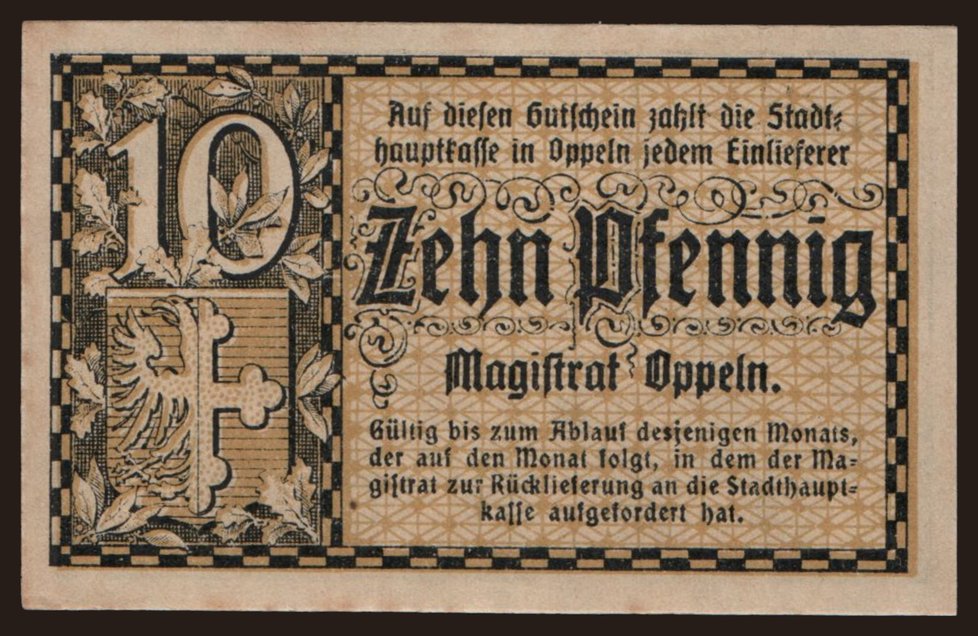 10
Auf diesen Gutschein zahlt die Stadt-
hauptkasse in Oppeln jedem Einlieferer
Zehn Pfennig
Magistrat Oppeln.
Gültig bis zum Ablauf desjenigen Monats,
der auf den Monat folgt, in dem der Ma-
gistrat zur Rücklieferung an die Stadthaupt-
kasse aufgefordert hat.